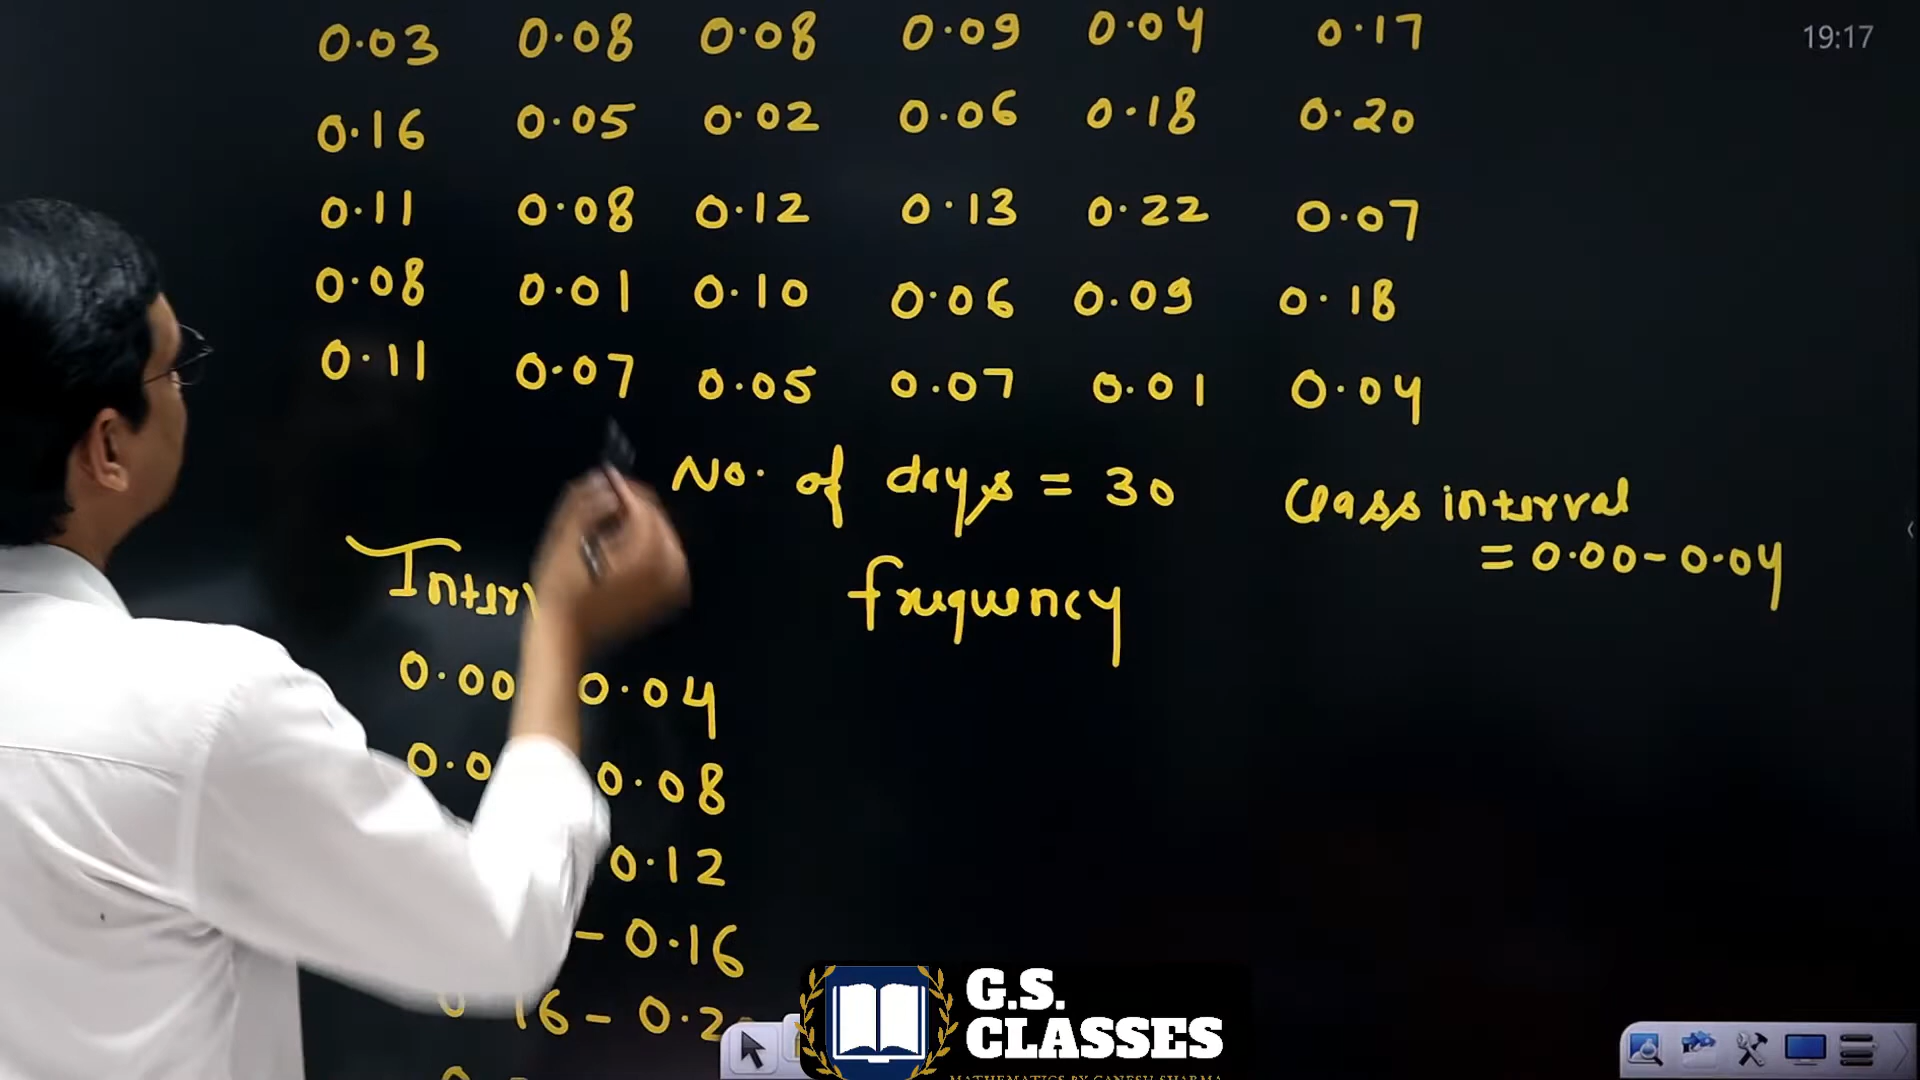 0.03 0.08 0.08 0.09 0.04 0.17
19:17
0.16 0.05 0.02 0.06 0.18 0.20
0.11 0.08 0.12 0.13 0.22 0.07
0.08 0.01 0.10 0.06 0.09 0.18
0.11 0.07 0.05 0.07 0.01 0.04
No. of days = 30
Class interval
= 0.00-0.04
frequency
0.00 0.04
0.08
0.12
- 0.16
16 - 0.2
G.S.
CLASSES
MATHEMATICS BY GANESH SHARMA